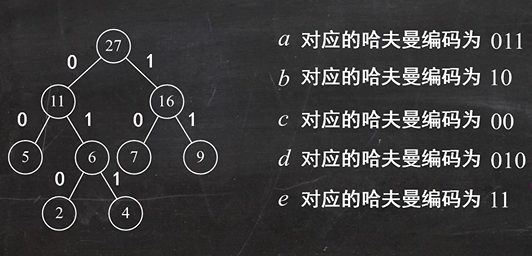 27
0 1
11 16
0 1 0 1
5 6 7 9
0 1
2 4
a 对应的哈夫曼编码为 011
b 对应的哈夫曼编码为 10
c 对应的哈夫曼编码为 00
d 对应的哈夫曼编码为 010
e 对应的哈夫曼编码为 11